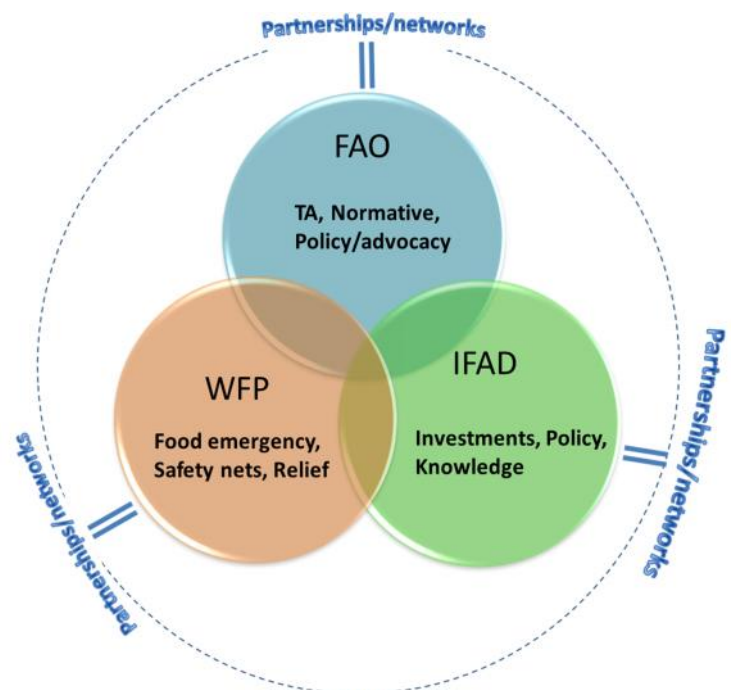 Partnerships/networks
FAO
TA, Normative,
Policy/advocacy
WFP
Food emergency,
Safety nets, Relief
IFAD
Investments, Policy,
Knowledge
Partnerships/networks
Partnerships/networks